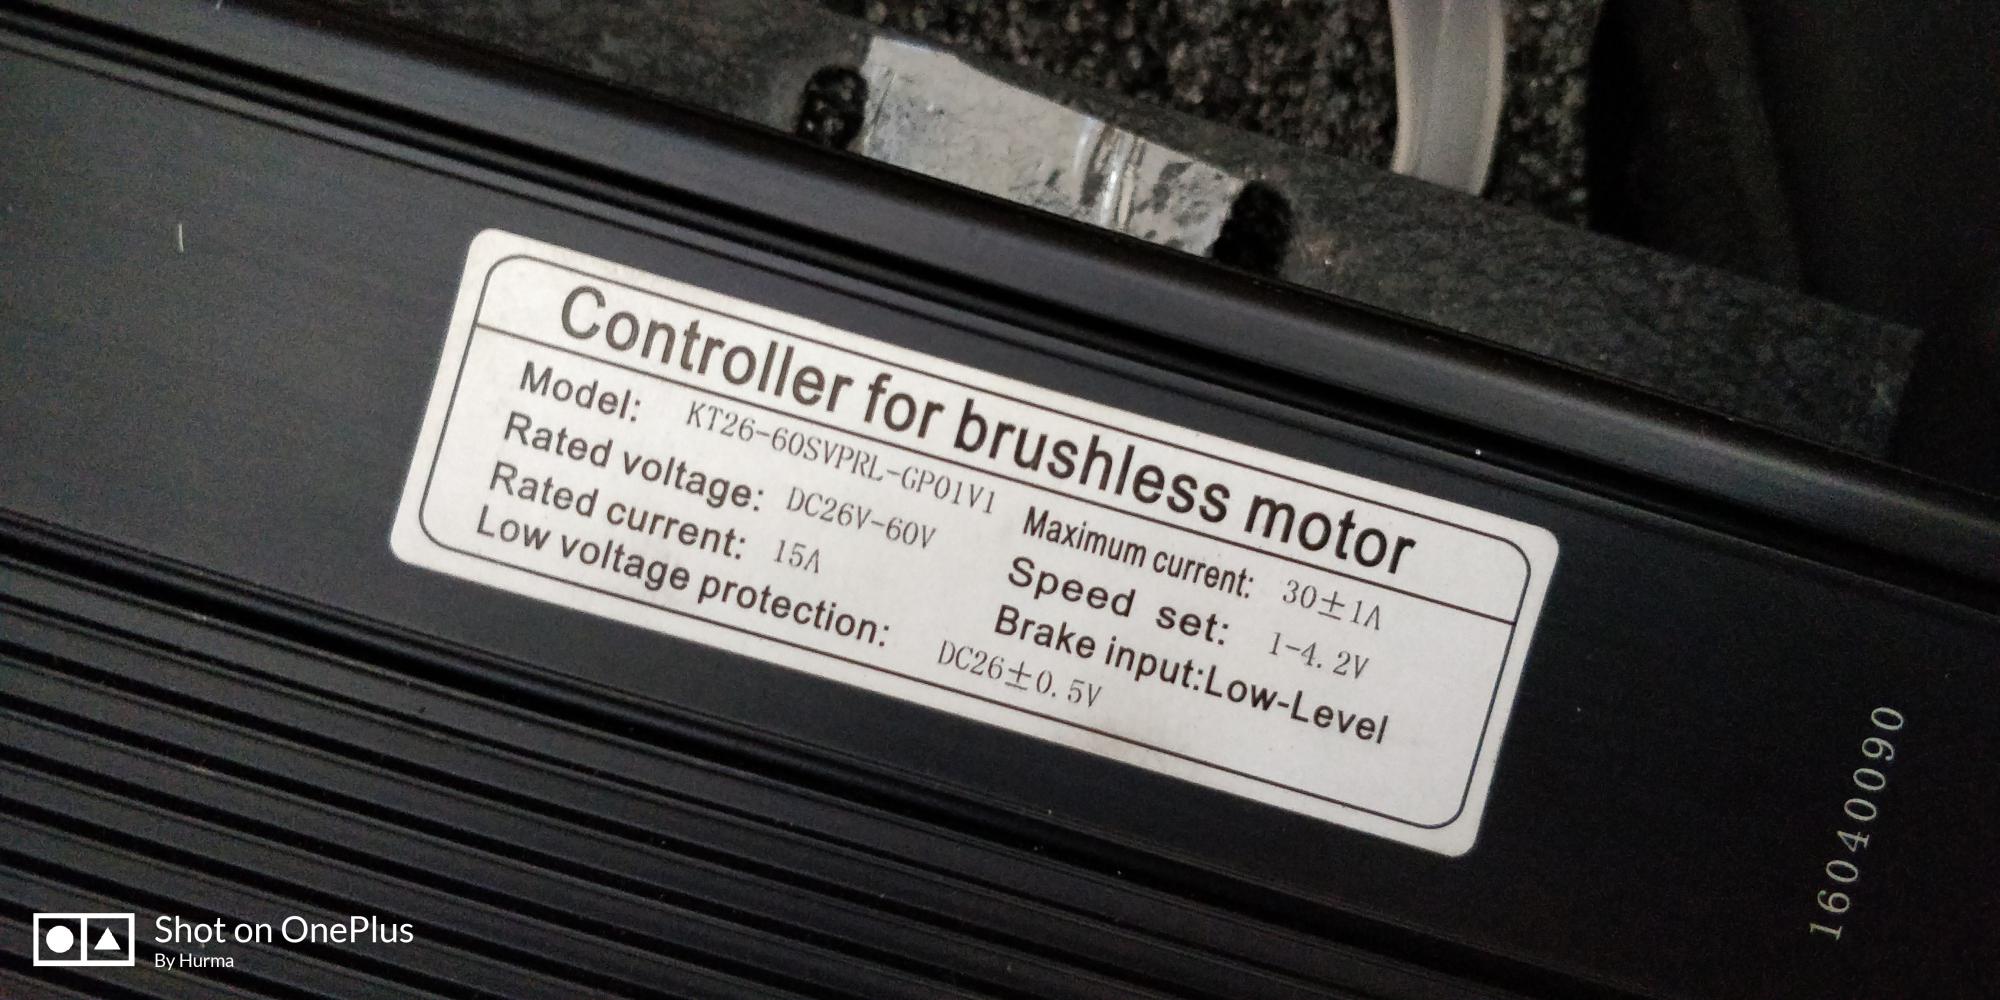 Controller for brushless motor
Model: KT26-60SVPRL-GP01V1
Rated voltage: DC26V-60V Maximum current: 30±1A
Rated current: 15A Speed set: 1-4.2V
Low voltage protection: DC26±0.5V Brake input:Low-Level
16040090
Shot on OnePlus
By Hurma